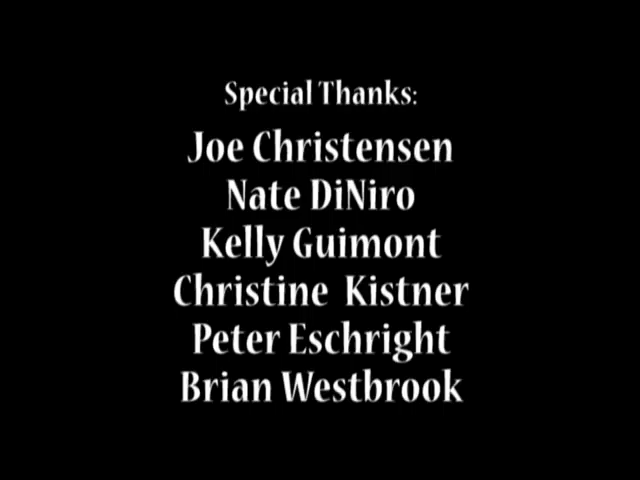 Special Thanks:
Joe Christensen
Nate DiNiro
Kelly Guimont
Christine Kistner
Peter Eschright
Brian Westbrook